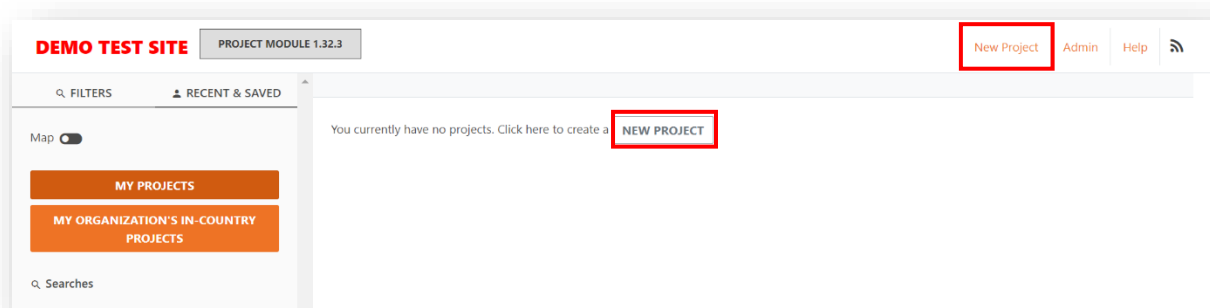 DEMO TEST SITE PROJECT MODULE 1.32.3 New Project Admin Help
FILTERS RECENT & SAVED
Map
You currently have no projects. Click here to create a NEW PROJECT
MY PROJECTS
MY ORGANIZATION'S IN-COUNTRY
PROJECTS
Searches